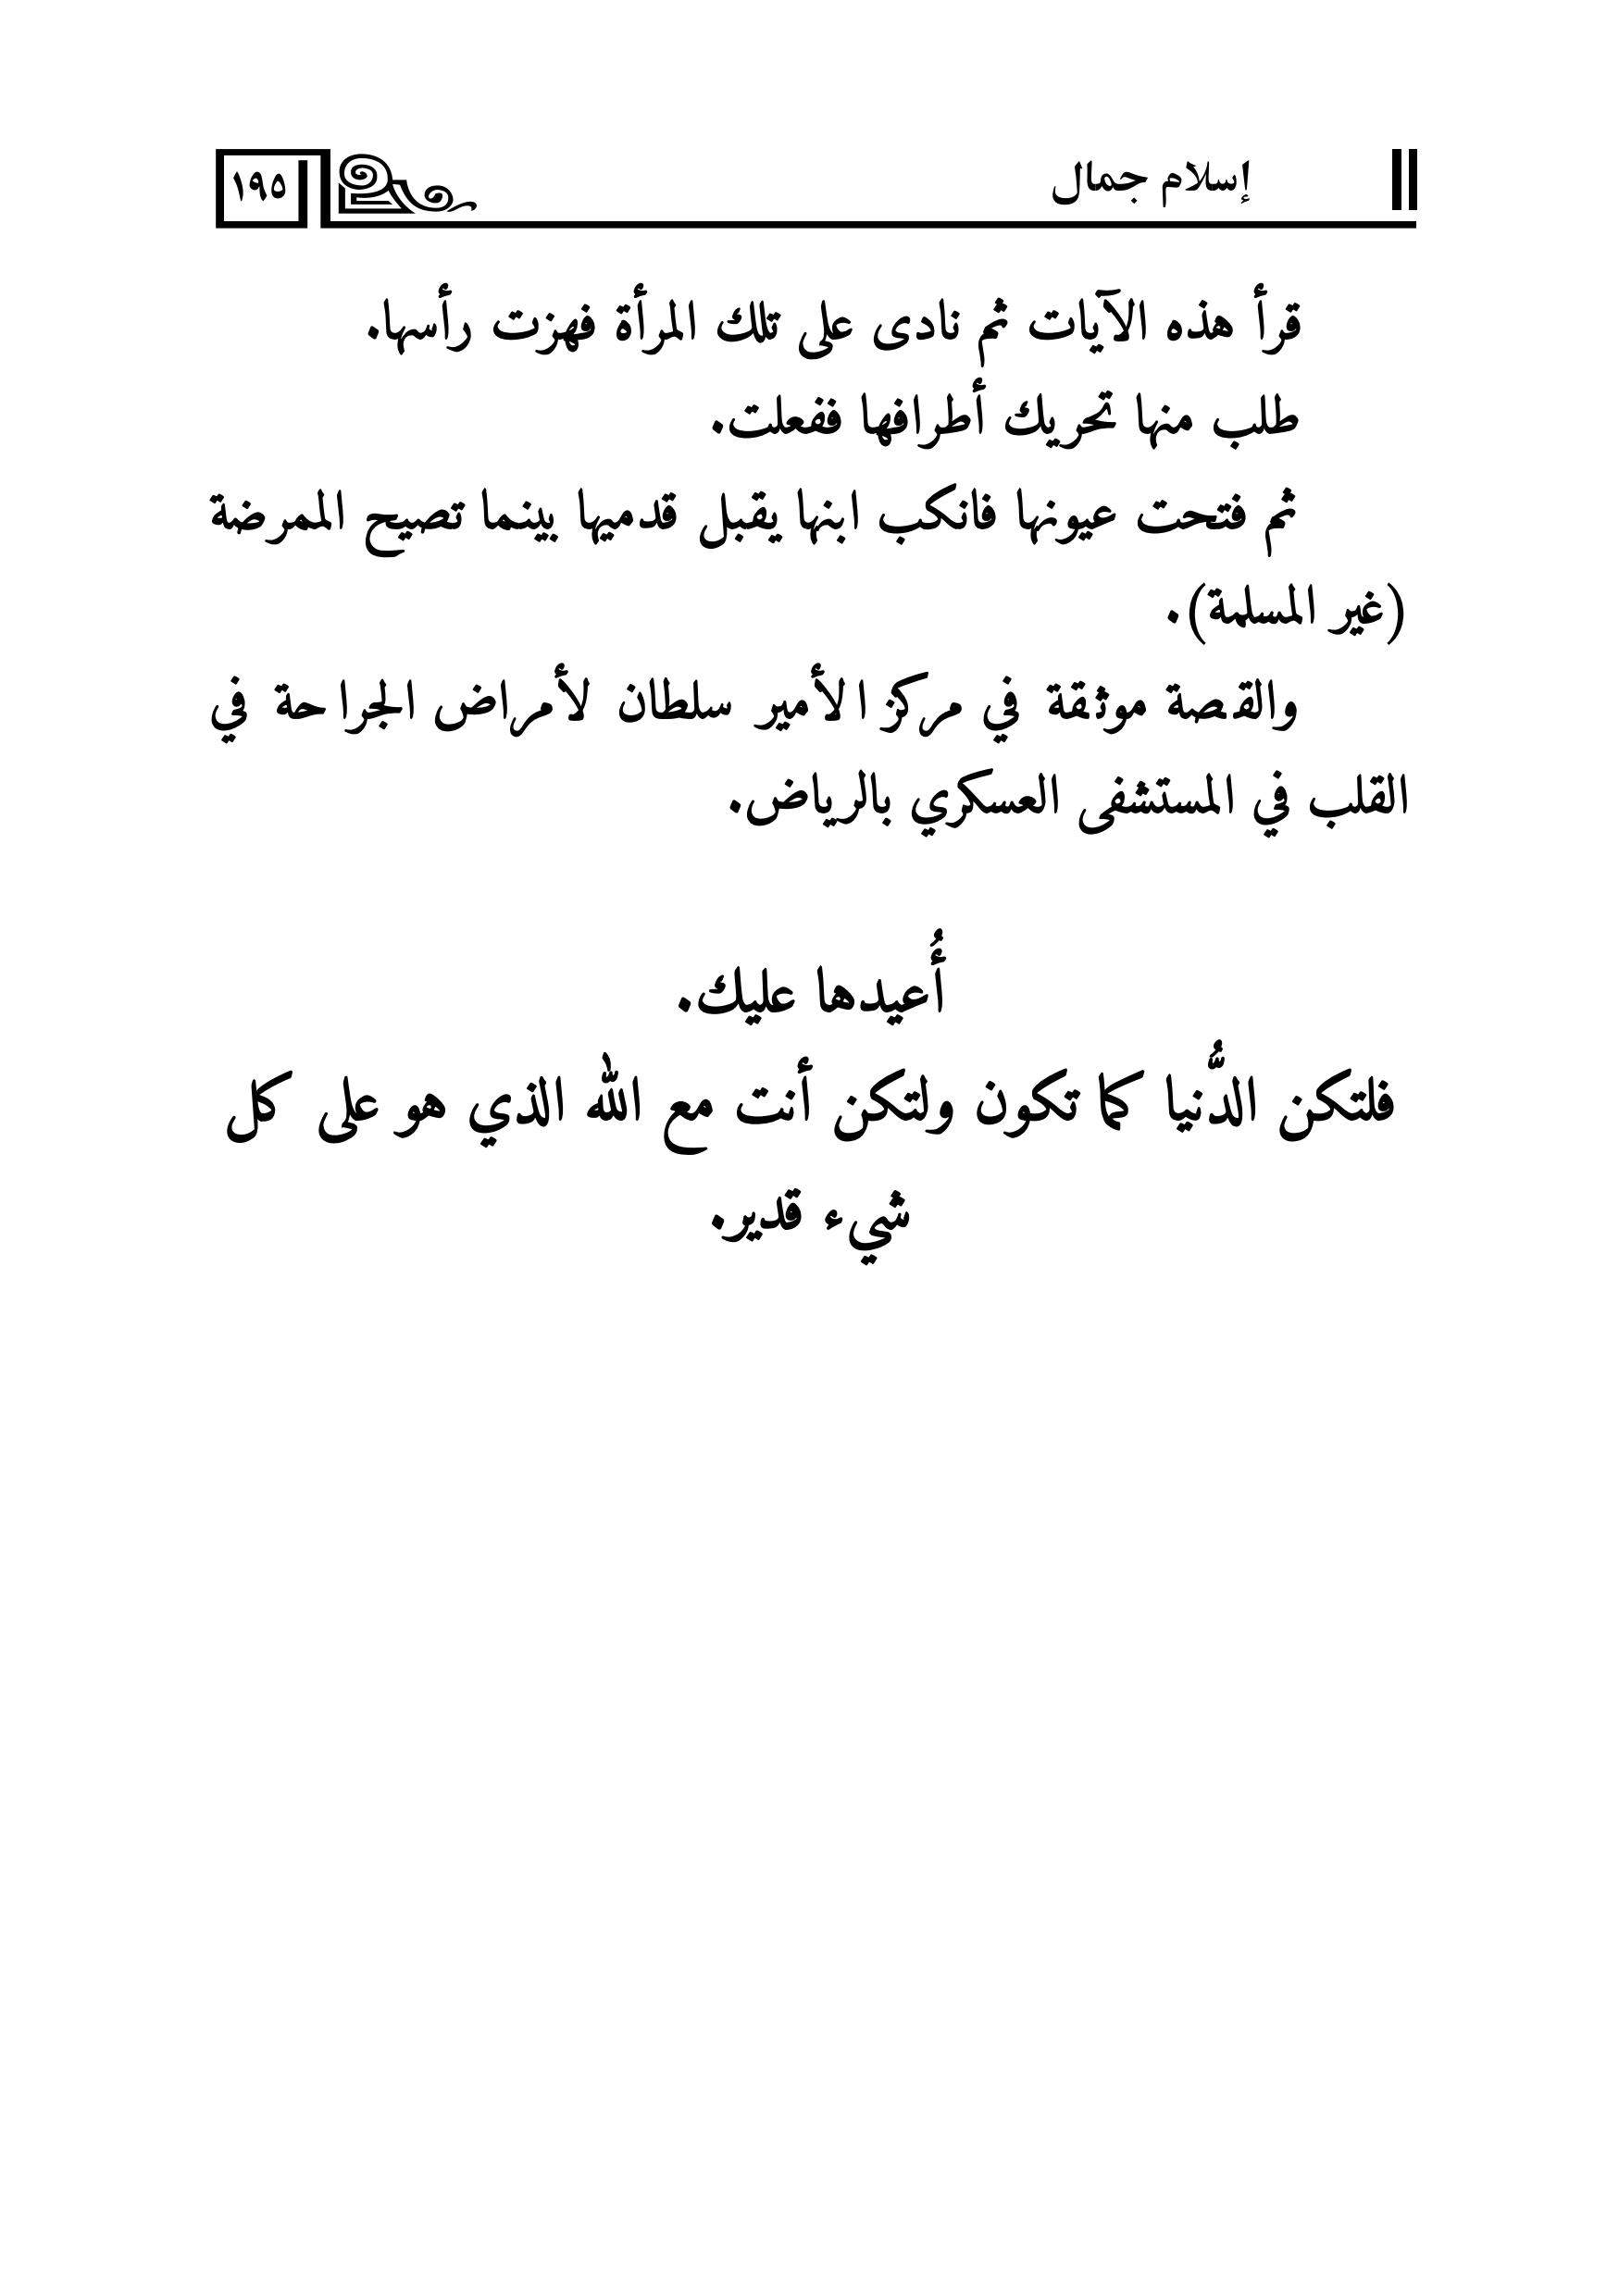 إسلام جمال
١٩٥
قرأ هذه الآيات ثم نادى على تلك المرأة فهزت رأسها.
طلب منها تحريك أطرافها ففعلت.
ثم فتحت عيونها فانكب ابنها يقبل قدميها بينما تصيح الممرضة
(غير المسلمة).
والقصة موثقة في مركز الأمير سلطان لأمراض الجراحة في
القلب في المستشفى العسكري بالرياض.
أُعيدها عليك.
فلتكن الدُّنيا كما تكون ولتكن أنت مع الله الذي هو على كل
شيء قدير.